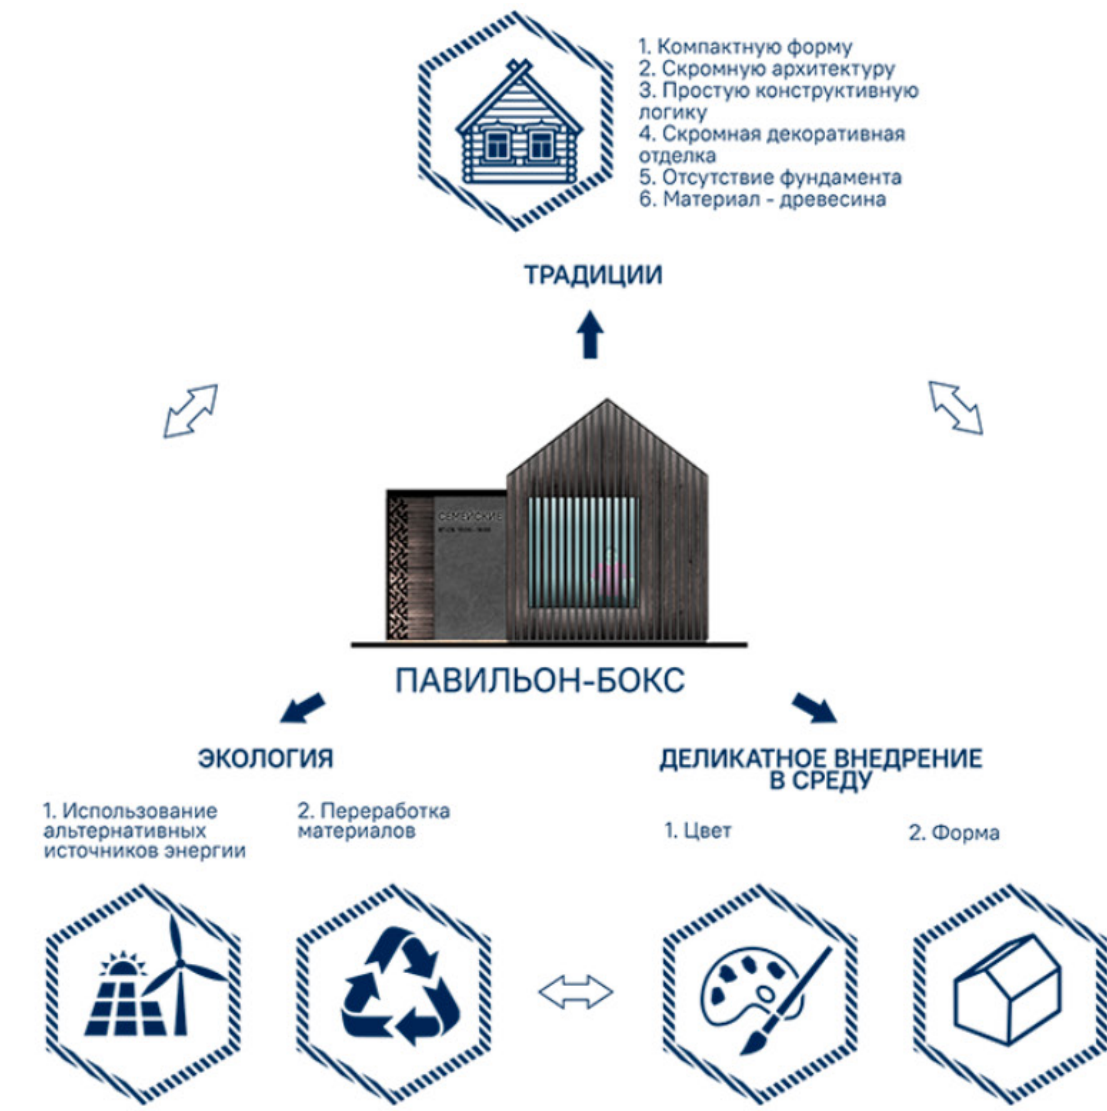 1. Компактную форму
2. Скромную архитектуру
3. Простую конструктивную
логику
4. Скромная декоративная
отделка
5. Отсутствие фундамента
6. Материал - древесина
ТРАДИЦИИ
СЕМЕЙСКИЕ
ПАВИЛЬОН-БОКС
ЭКОЛОГИЯ
1. Использование
альтернативных
источников энергии
2. Переработка
материалов
ДЕЛИКАТНОЕ ВНЕДРЕНИЕ
В СРЕДУ
1. Цвет
2. Форма